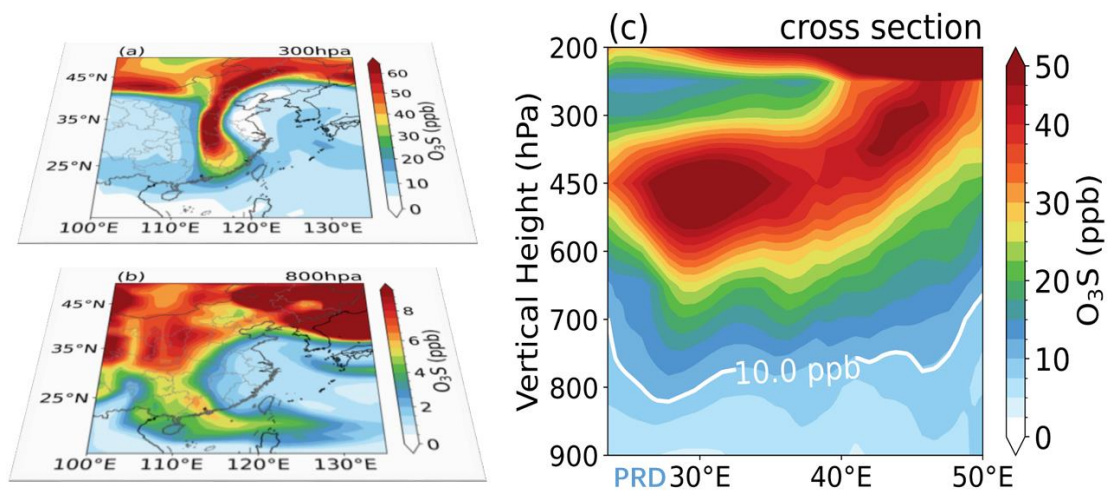 (a) 300hpa
45°N
35°N
25°N
100°E 110°E 120°E 130°E
60
50
40
30
20
10
0
O₃S (ppb)
(b) 800hpa
45°N
35°N
25°N
100°E 110°E 120°E 130°E
8
6
4
2
0
O₃S (ppb)
(c) cross section
Vertical Height (hPa)
200
300
450
600
700
800
900
10.0 ppb
PRD 30°E 40°E 50°E
50
40
30
20
10
0
O₃S (ppb)